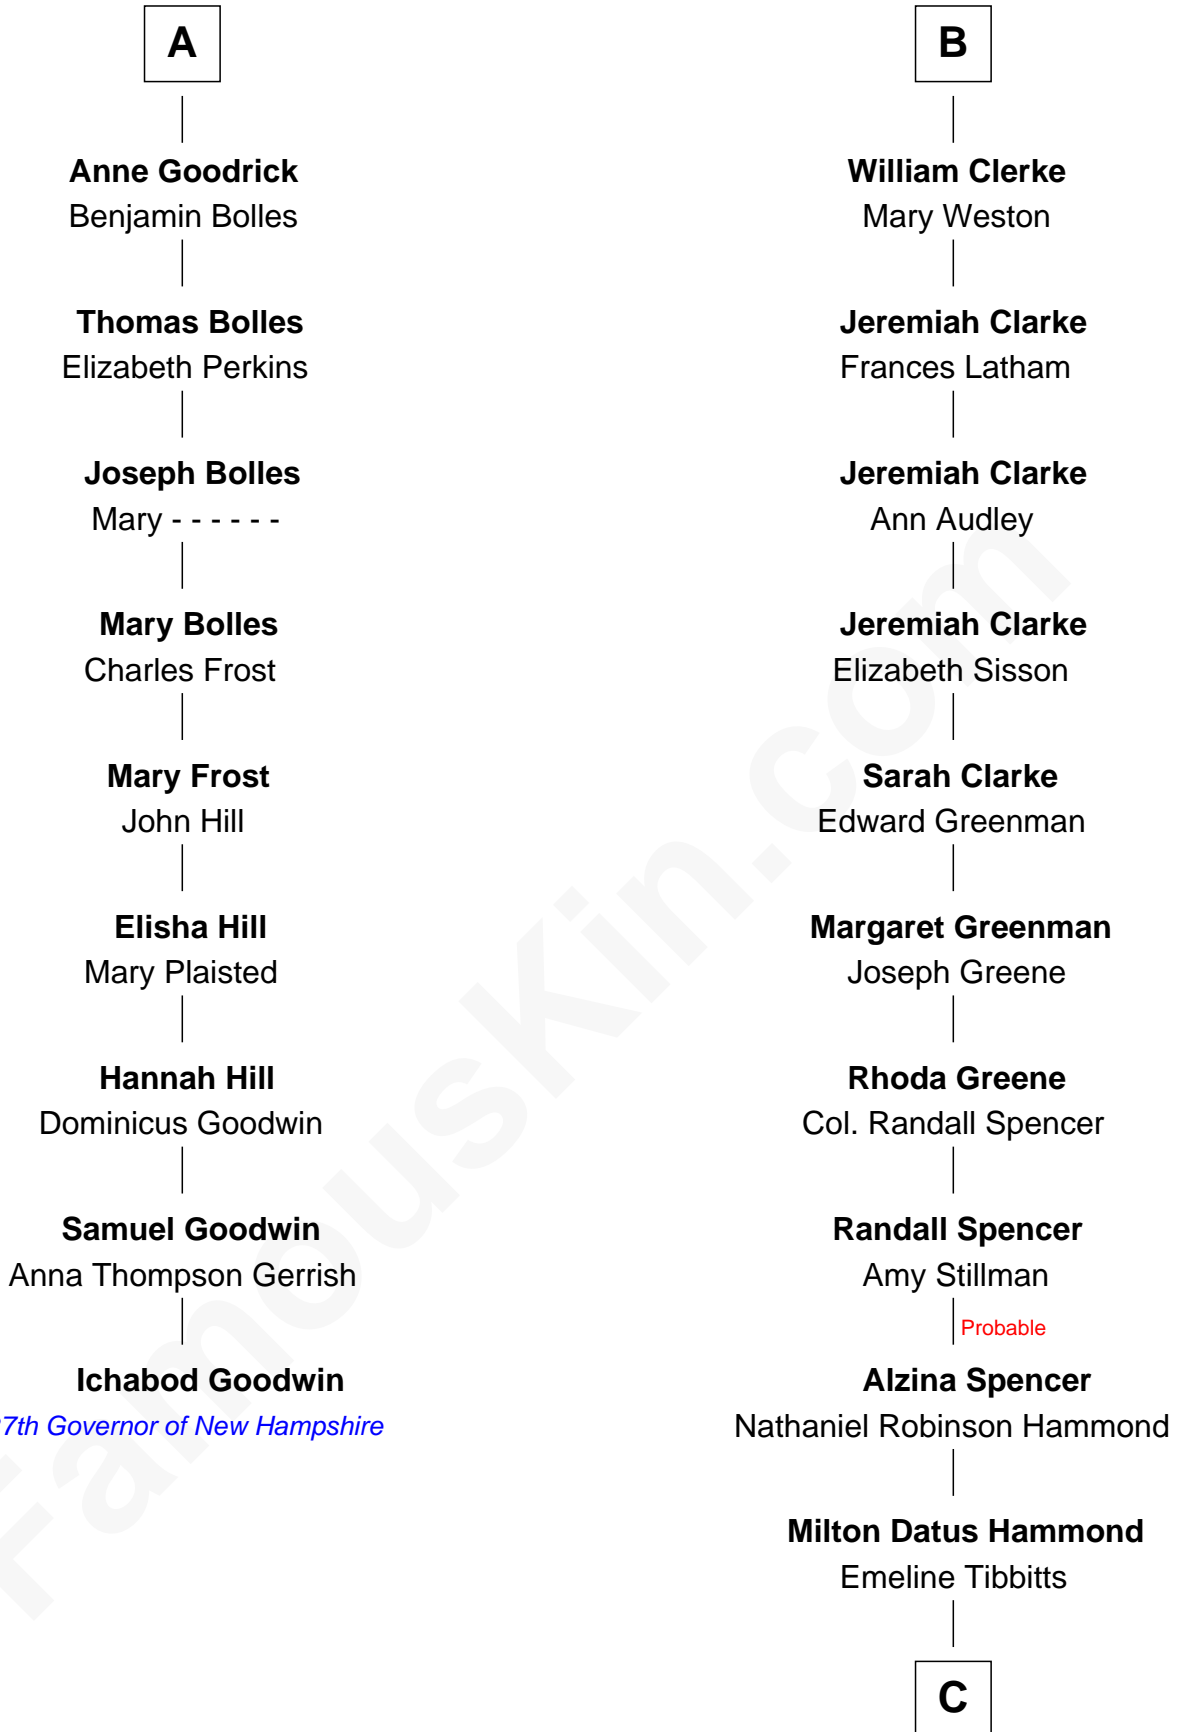 A
Anne Goodrick
Benjamin Bolles
Thomas Bolles
Elizabeth Perkins
Joseph Bolles
Mary - - - - - -
Mary Bolles
Charles Frost
Mary Frost
John Hill
Elisha Hill
Mary Plaisted
Hannah Hill
Dominicus Goodwin
Samuel Goodwin
Anna Thompson Gerrish
Ichabod Goodwin
7th Governor of New Hampshire
B
William Clerke
Mary Weston
Jeremiah Clarke
Frances Latham
Jeremiah Clarke
Ann Audley
Jeremiah Clarke
Elizabeth Sisson
Sarah Clarke
Edward Greenman
Margaret Greenman
Joseph Greene
Rhoda Greene
Col. Randall Spencer
Randall Spencer
Amy Stillman
Probable
Alzina Spencer
Nathaniel Robinson Hammond
Milton Datus Hammond
Emeline Tibbitts
C
FamousKin.com